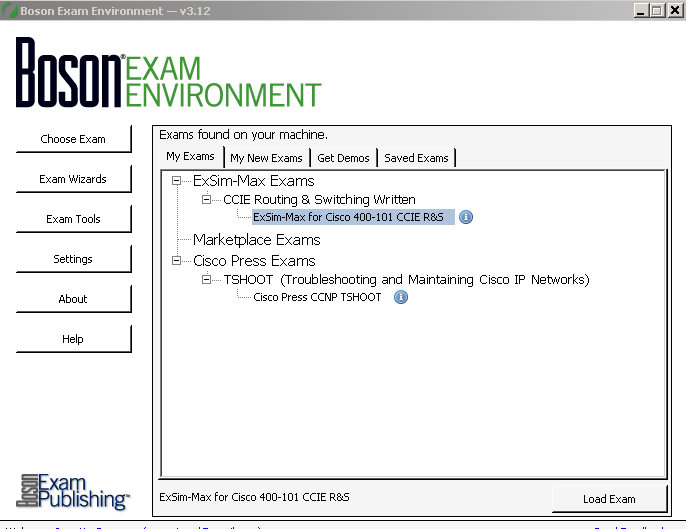 Boson Exam Environment — v3.12
BOSON® EXAM
ENVIRONMENT
Choose Exam
Exam Wizards
Exam Tools
Settings
About
Help
Exams found on your machine.
My Exams My New Exams Get Demos Saved Exams
ExSim-Max Exams
CCIE Routing & Switching Written
ExSim-Max for Cisco 400-101 CCIE R&S
Marketplace Exams
Cisco Press Exams
TSHOOT (Troubleshooting and Maintaining Cisco IP Networks)
Cisco Press CCNP TSHOOT
Boson Exam
Publishing™
ExSim-Max for Cisco 400-101 CCIE R&S
Load Exam